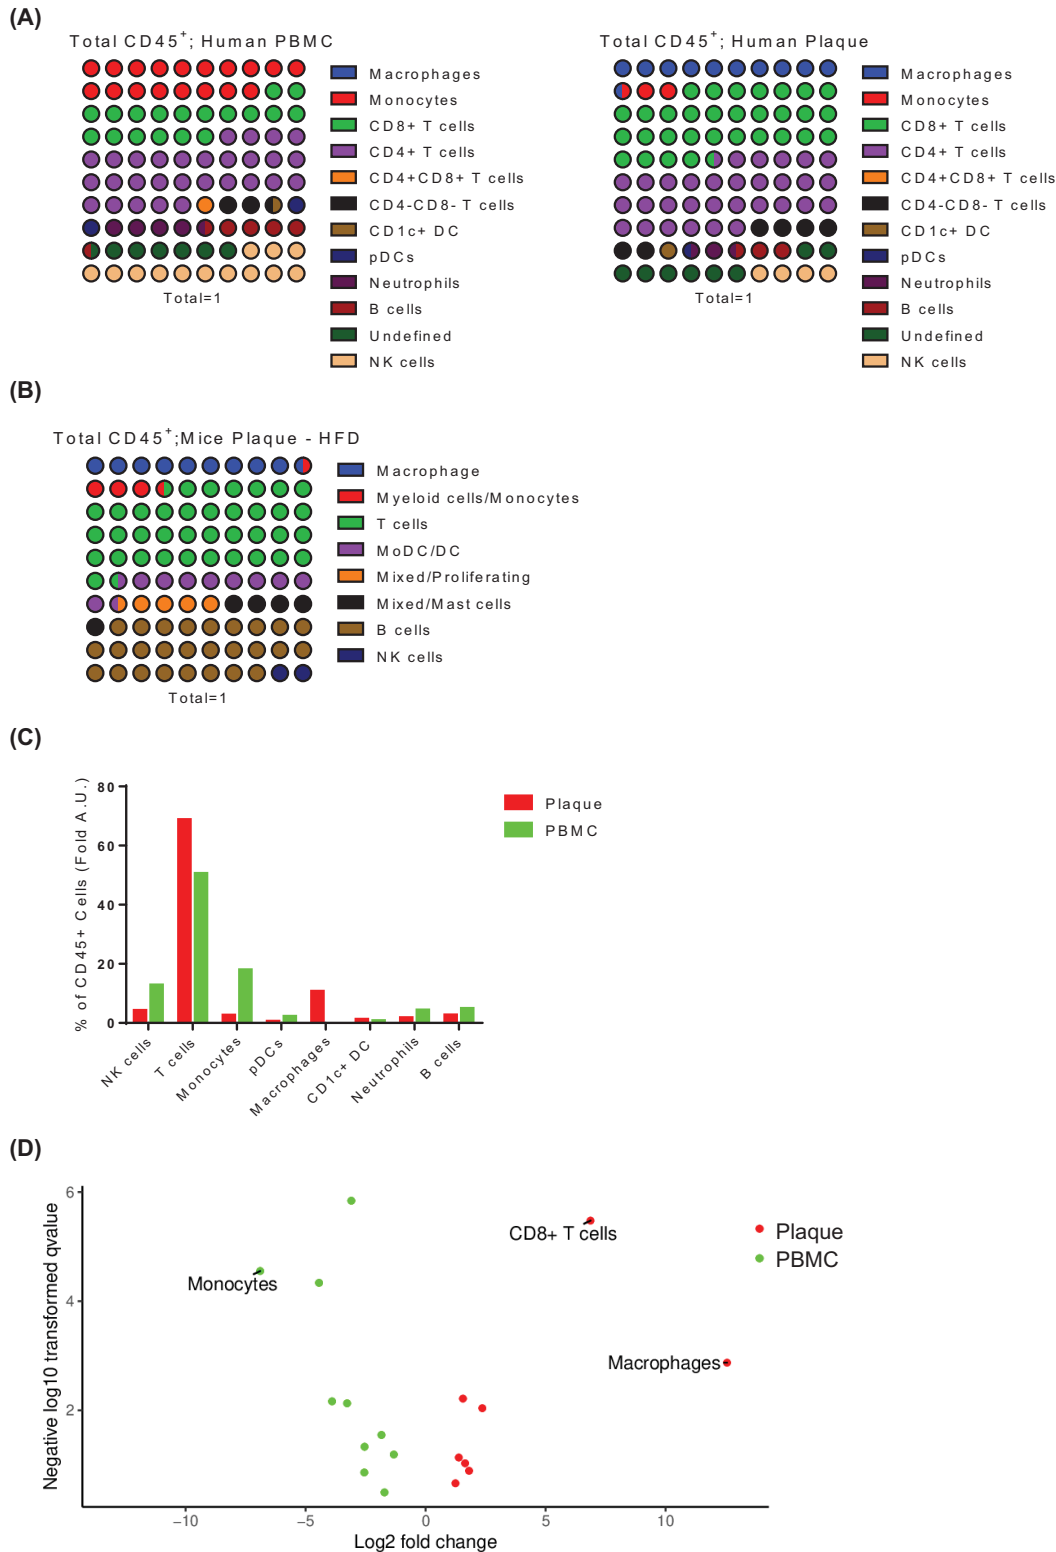 (A)
Total CD45+; Human PBMC
Macrophages
Monocytes
CD8+ T cells
CD4+ T cells
CD4+CD8+ T cells
CD4-CD8- T cells
CD1c+ DC
pDCs
Neutrophils
B cells
Undefined
NK cells
Total=1
Total CD45+; Human Plaque
Macrophages
Monocytes
CD8+ T cells
CD4+ T cells
CD4+CD8+ T cells
CD4-CD8- T cells
CD1c+ DC
pDCs
Neutrophils
B cells
Undefined
NK cells
Total=1
(B)
Total CD45+;Mice Plaque - HFD
Macrophage
Myeloid cells/Monocytes
T cells
MoDC/DC
Mixed/Proliferating
Mixed/Mast cells
B cells
NK cells
Total=1
(C)
% of CD45+ Cells (Fold A.U.)
80
60
40
20
0
NK cells
T cells
Monocytes
pDCs
Macrophages
CD1c+ DC
Neutrophils
B cells
Plaque
PBMC
(D)
Negative log10 transformed qvalue
6
4
2
CD8+ T cells
Monocytes
Macrophages
Plaque
PBMC
−10
−5
0
5
10
Log2 fold change